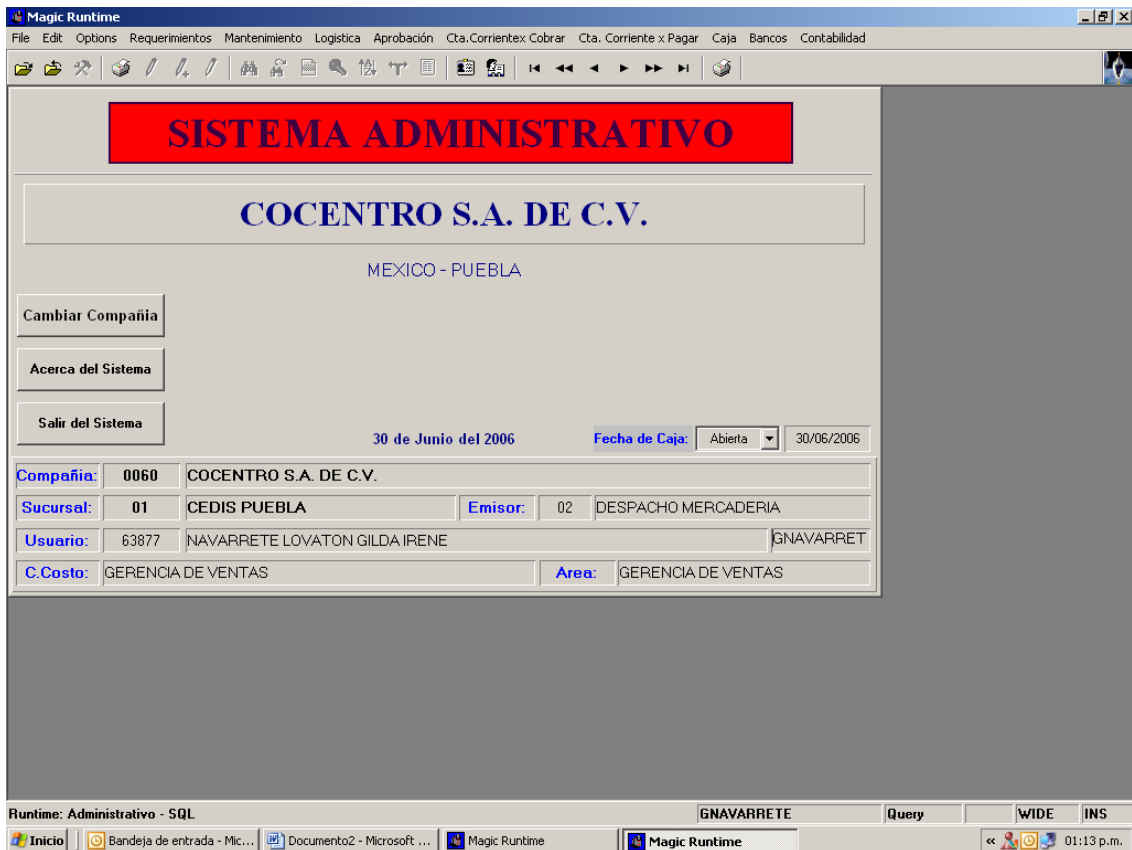 Magic Runtime
File Edit Options Requerimientos Mantenimiento Logistica Aprobación Cta.Corrientex Cobrar Cta. Corriente x Pagar Caja Bancos Contabilidad
SISTEMA ADMINISTRATIVO
COCENTRO S.A. DE C.V.
MEXICO - PUEBLA
Cambiar Compañia
Acerca del Sistema
Salir del Sistema
30 de Junio del 2006 Fecha de Caja: Abierta 30/06/2006
Compañia: 0060 COCENTRO S.A. DE C.V.
Sucursal: 01 CEDIS PUEBLA Emisor: 02 DESPACHO MERCADERIA
Usuario: 63877 NAVARRETE LOVATON GILDA IRENE GNAVARRET
C.Costo: GERENCIA DE VENTAS Area: GERENCIA DE VENTAS
Runtime: Administrativo - SQL GNAVARRETE Query WIDE INS
Inicio Bandeja de entrada - Mic... Documento2 - Microsoft ... Magic Runtime Magic Runtime « 01:13 p.m.